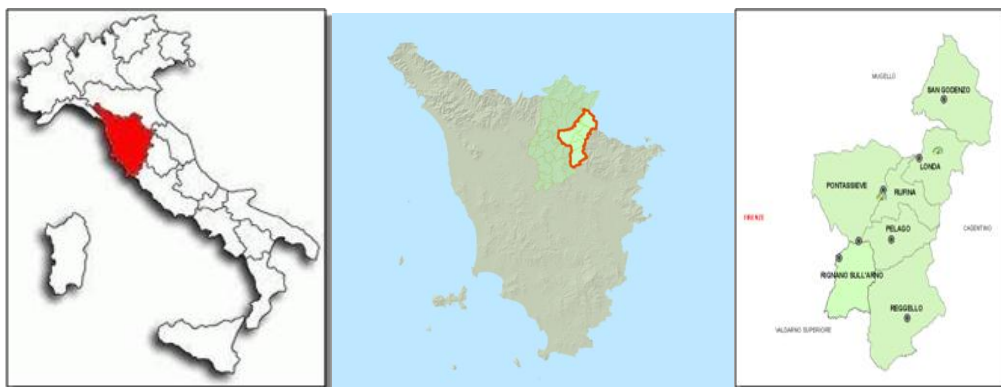 MUGELLO
SAN GODENZO
LONDA
PONTASSIEVE
RUFINA
FIRENZE
CASENTINO
PELAGO
RIGNANO SULL'ARNO
REGGELLO
VALDARNO SUPERIORE